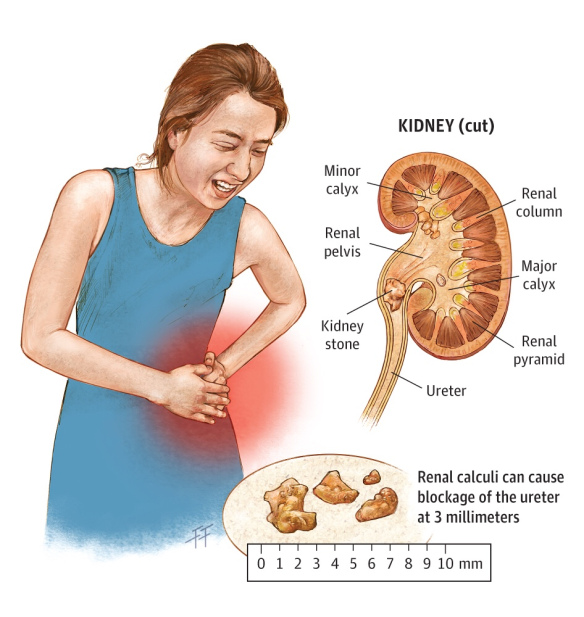 KIDNEY (cut)
Minor
calyx
Renal
column
Renal
pelvis
Major
calyx
Kidney
stone
Renal
pyramid
Ureter
Renal calculi can cause
blockage of the ureter
at 3 millimeters
FF
0 1 2 3 4 5 6 7 8 9 10 mm